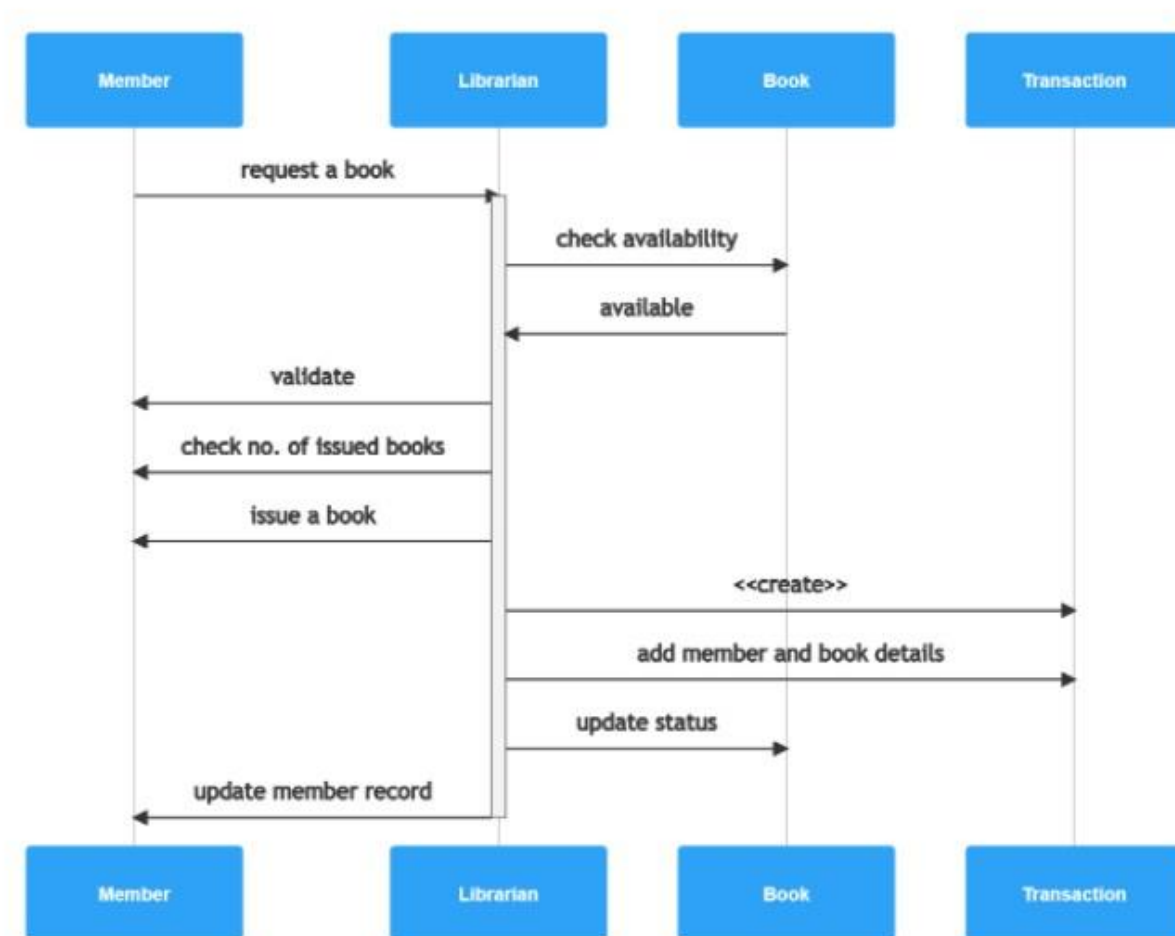 Member
Librarian
Book
Transaction
request a book
check availability
available
validate
check no. of issued books
issue a book
<<create>>
add member and book details
update status
update member record
Member
Librarian
Book
Transaction